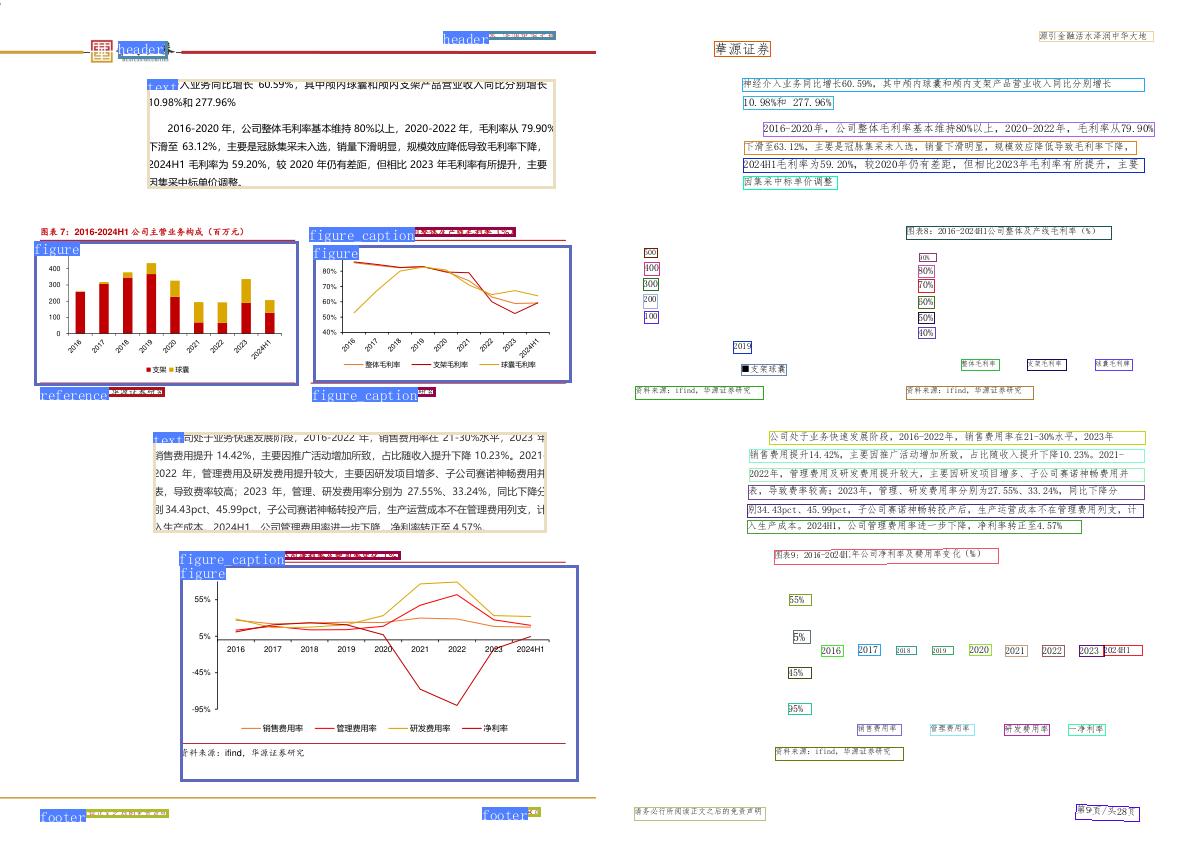 header
header
text
入业务同比增长 60.59%，其中颅内球囊和颅内支架产品营业收入同比分别增长
10.98%和 277.96%
2016-2020 年，公司整体毛利率基本维持 80%以上，2020-2022 年，毛利率从 79.90%
下滑至 63.12%，主要是冠脉集采未入选，销量下滑明显，规模效应降低导致毛利率下降，
2024H1 毛利率为 59.20%，较 2020 年仍有差距，但相比 2023 年毛利率有所提升，主要
因集采中标单价调整。
图表 7：2016-2024H1 公司主营业务构成（百万元）
figure
400
300
200
100
0
2016 2017 2018 2019 2020 2021 2022 2023 2024H1
支架 球囊
reference
figure_caption
figure
80%
70%
60%
50%
40%
2016 2017 2018 2019 2020 2021 2022 2023 2024H1
整体毛利率 支架毛利率 球囊毛利率
figure_caption
text
司处于业务快速发展阶段，2016-2022 年，销售费用率在 21-30%水平，2023 年
销售费用提升 14.42%，主要因推广活动增加所致，占比随收入提升下降 10.23%。2021-
2022 年，管理费用及研发费用提升较大，主要因研发项目增多、子公司赛诺神畅费用并
表，导致费率较高；2023 年，管理、研发费用率分别为 27.55%、33.24%，同比下降分
别 34.43pct、45.99pct，子公司赛诺神畅转投产后，生产运营成本不在管理费用列支，计
入生产成本。2024H1，公司管理费用率进一步下降，净利率转正至 4.57%。
figure_caption
figure
55%
5%
-45%
-95%
2016 2017 2018 2019 2020 2021 2022 2023 2024H1
销售费用率 管理费用率 研发费用率 净利率
资料来源：ifind，华源证券研究
footer
footer
華源证券
源引金融活水泽润中华大地
神经介入业务同比增长60.59%，其中颅内球囊和颅内支架产品营业收入同比分别增长
10.98%和 277.96%
2016-2020年，公司整体毛利率基本维持80%以上，2020-2022年，毛利率从79.90%
下滑至63.12%，主要是冠脉集采未入选，销量下滑明显，规模效应降低导致毛利率下降，
2024H1毛利率为59.20%，较2020年仍有差距，但相比2023年毛利率有所提升，主要
因集采中标单价调整
图表8：2016-2024H1公司整体及产线毛利率（%）
500
400
300
200
100
2019
■支架球囊
资料来源：ifind，华源证券研究
80%
70%
60%
50%
40%
整体毛利率 支架毛利率 球囊毛利率
资料来源：ifind，华源证券研究
公司处于业务快速发展阶段，2016-2022年，销售费用率在21-30%水平，2023年
销售费用提升14.42%，主要因推广活动增加所致，占比随收入提升下降10.23%。2021-
2022年，管理费用及研发费用提升较大，主要因研发项目增多、子公司赛诺神畅费用并
表，导致费率较高；2023年，管理、研发费用率分别为27.55%、33.24%，同比下降分
别34.43pct、45.99pct，子公司赛诺神畅转投产后，生产运营成本不在管理费用列支，计
入生产成本。2024H1，公司管理费用率进一步下降，净利率转正至4.57%
图表9：2016-2024H1年公司净利率及费用率变化（%）
55%
5%
45%
95%
2016 2017 2018 2019 2020 2021 2022 2023 2024H1
销售费用率 管理费用率 研发费用率 一净利率
资料来源：ifind，华源证券研究
请务必行所阅读正文之后的免责声明
第9页/头28页